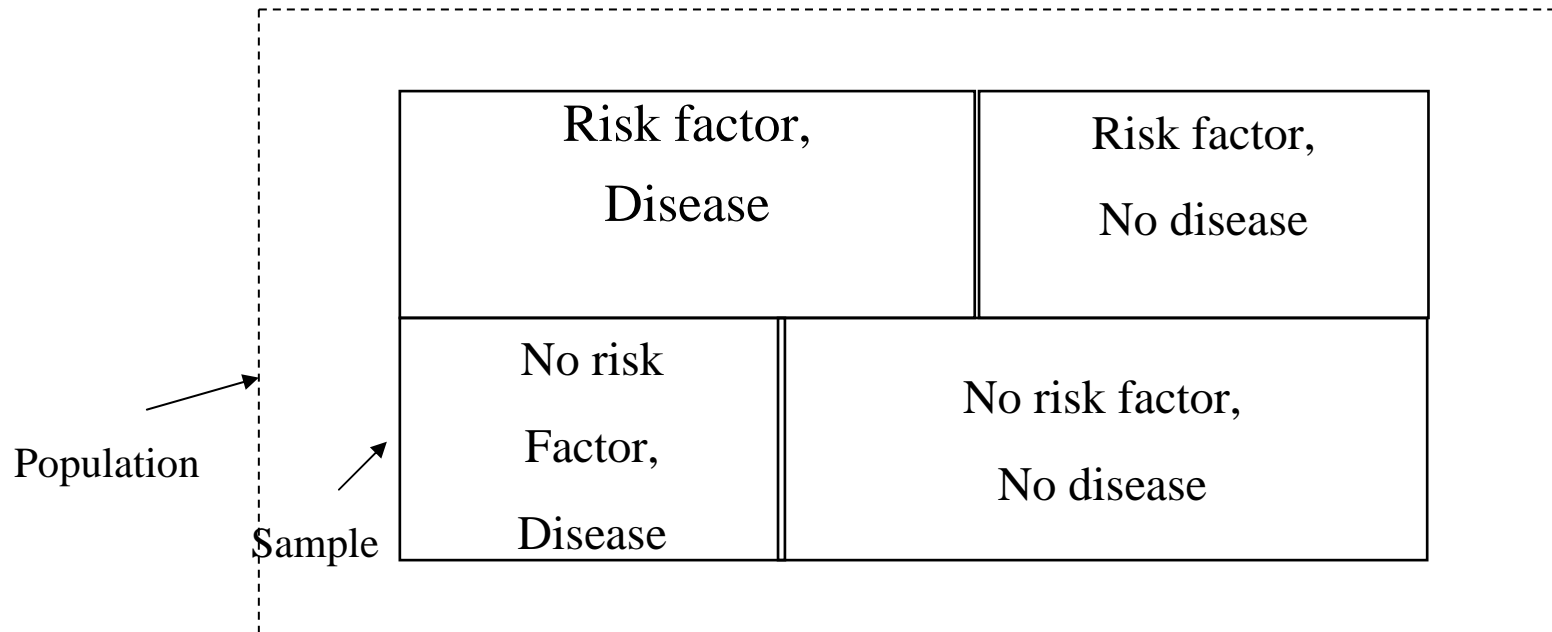 Risk factor,
Disease
Risk factor,
No disease
No risk
Factor,
Disease
No risk factor,
No disease
Population
Sample